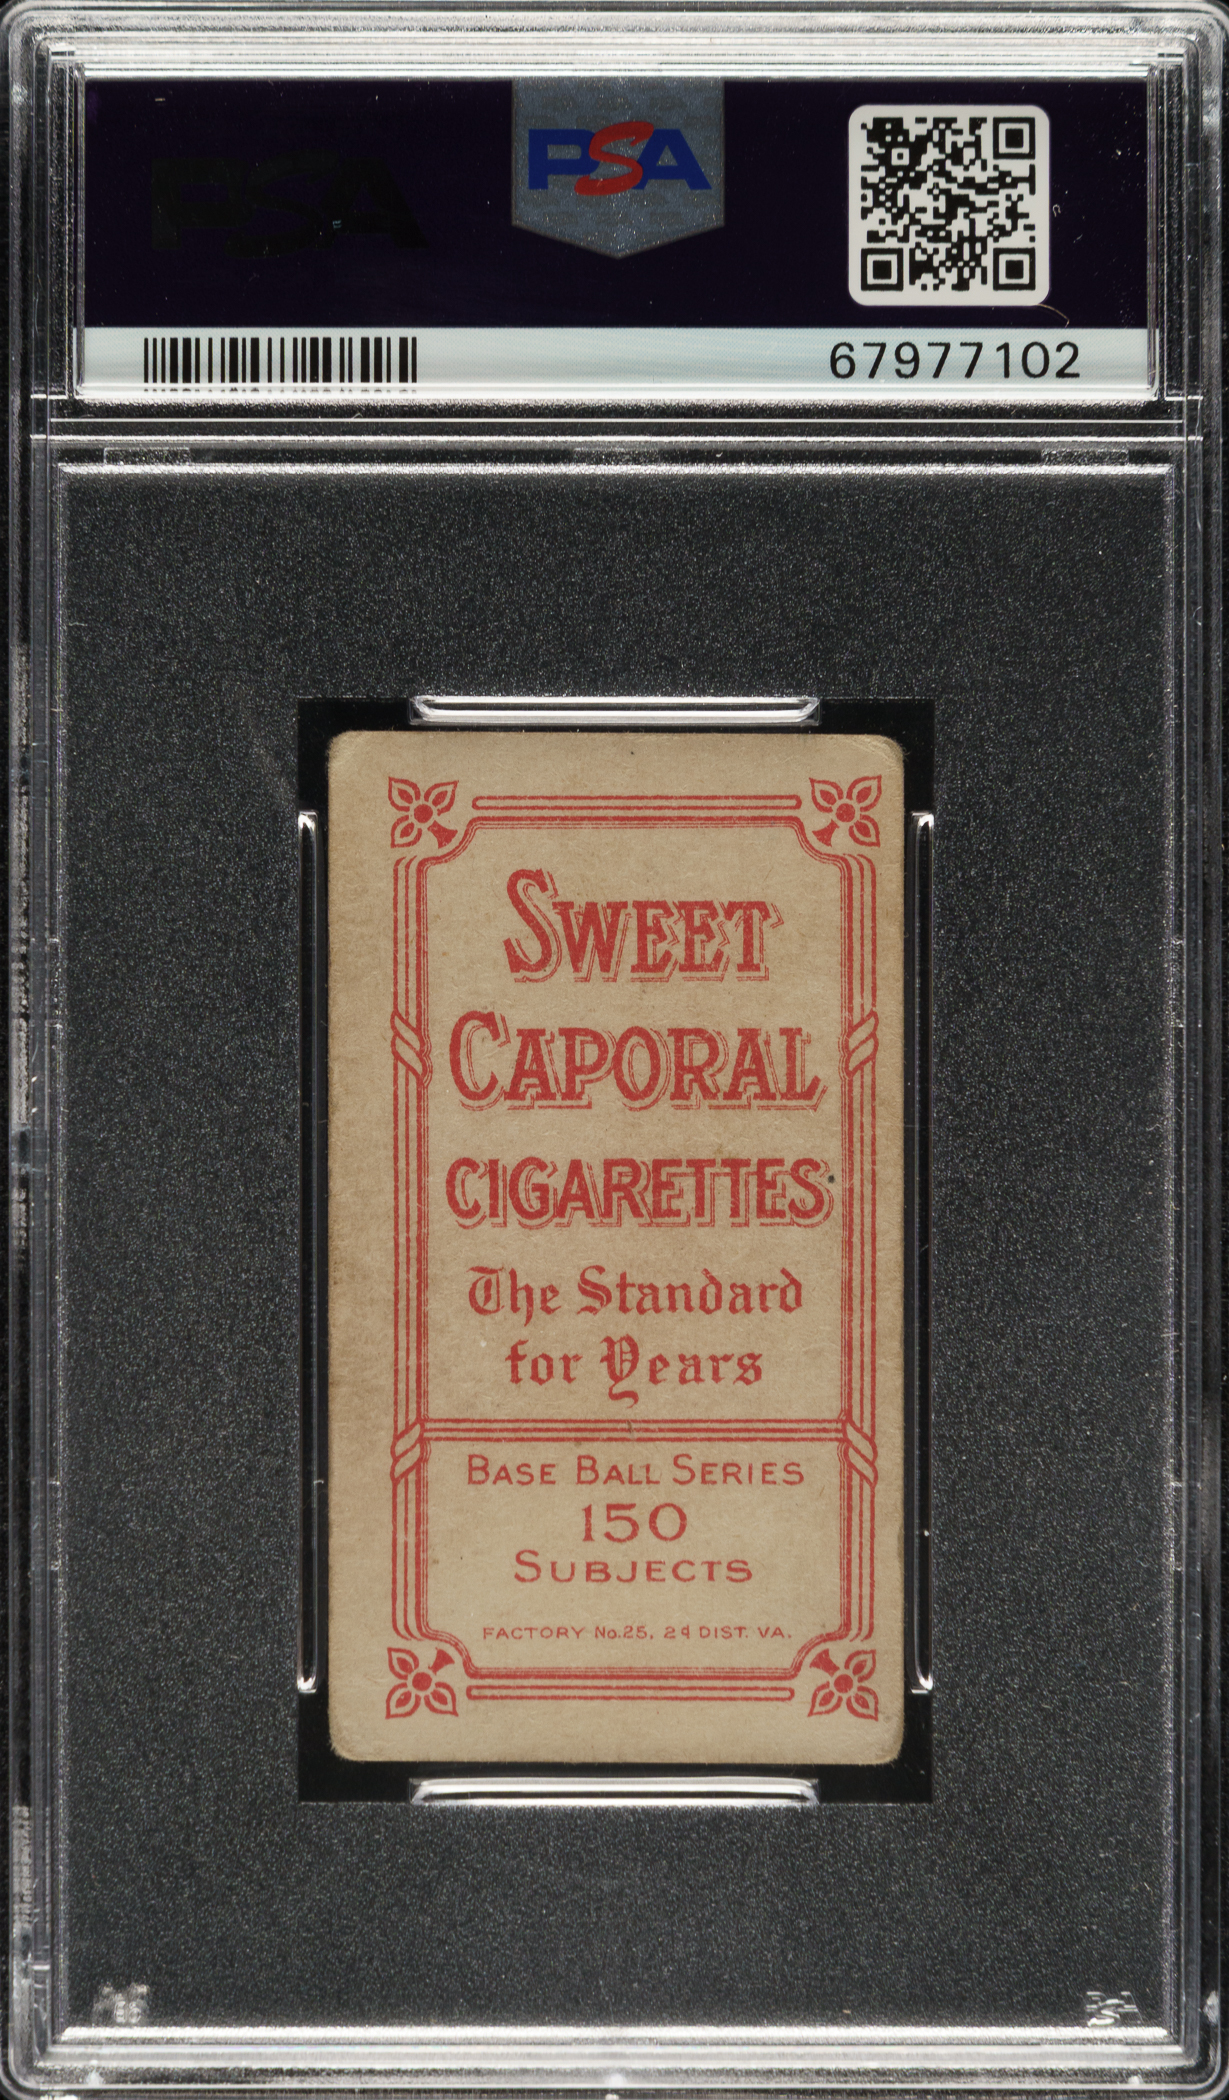 PSA
67977102
SWEET
CAPORAL
CIGARETTES
The Standard
for Years
BASE BALL SERIES
150
SUBJECTS
FACTORY No.25, 2d DIST. VA.
PSA